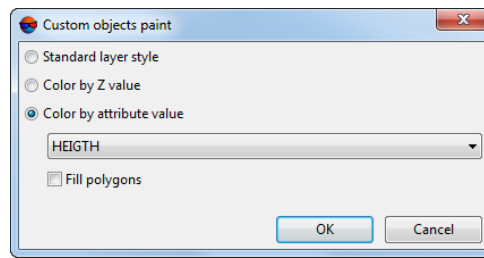 Custom objects paint
Standard layer style
Color by Z value
Color by attribute value
HEIGTH
Fill polygons
OK Cancel